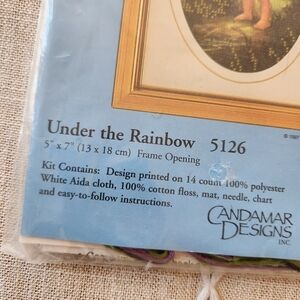 Under the Rainbow 5126
5" x 7" (13 x 18 cm) Frame Opening
Kit Contains: Design printed on 14 count 100% polyester
White Aida cloth, 100% cotton floss, mat, needle, chart
and easy-to-follow instructions.
CANDAMAR
DESIGNS
INC.